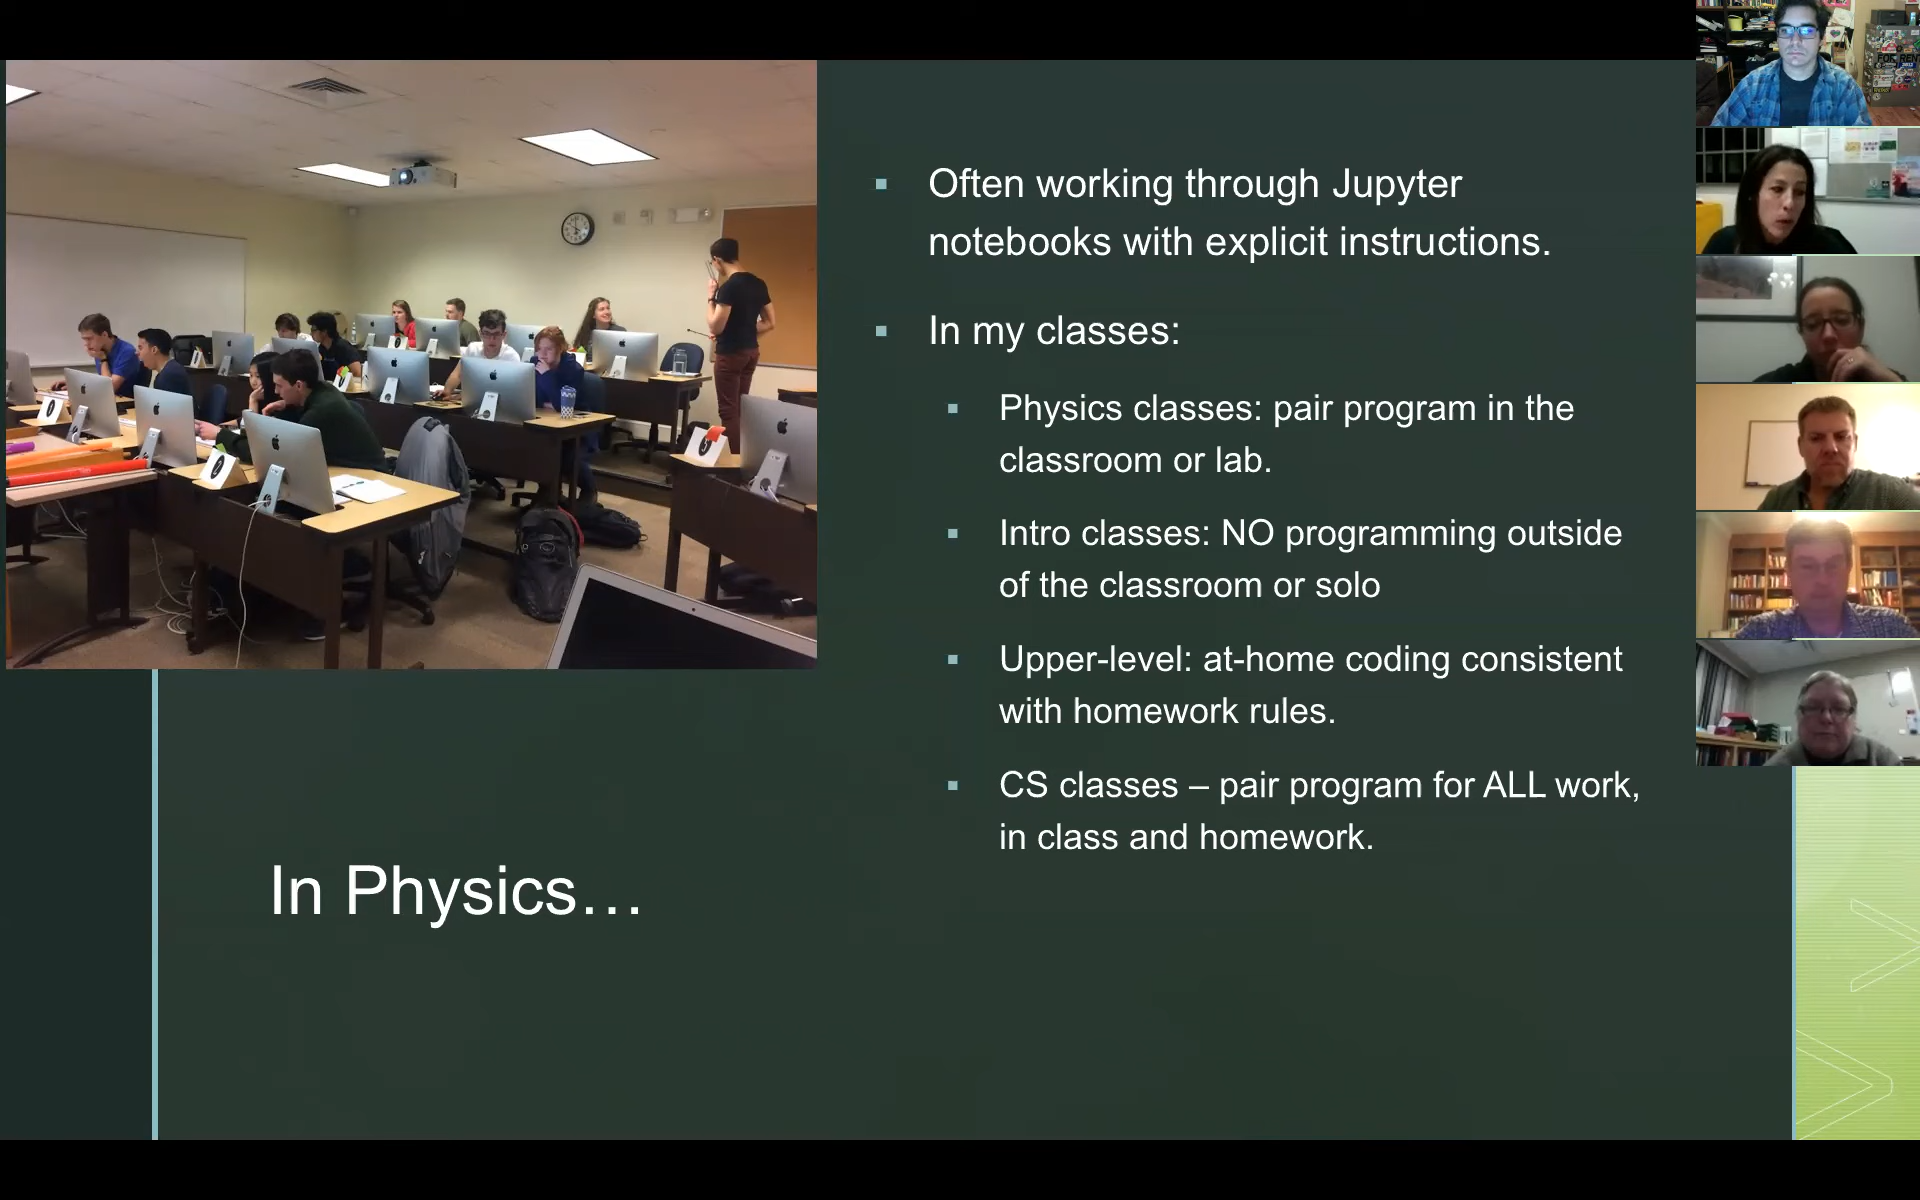 Often working through Jupyter
notebooks with explicit instructions.
In my classes:
Physics classes: pair program in the
classroom or lab.
Intro classes: NO programming outside
of the classroom or solo
Upper-level: at-home coding consistent
with homework rules.
CS classes – pair program for ALL work,
in class and homework.
In Physics…
FOR RENT